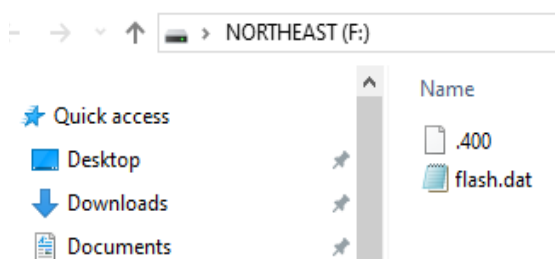 NORTHEAST (F:)
Quick access
Desktop
Downloads
Documents
Name
.400
flash.dat